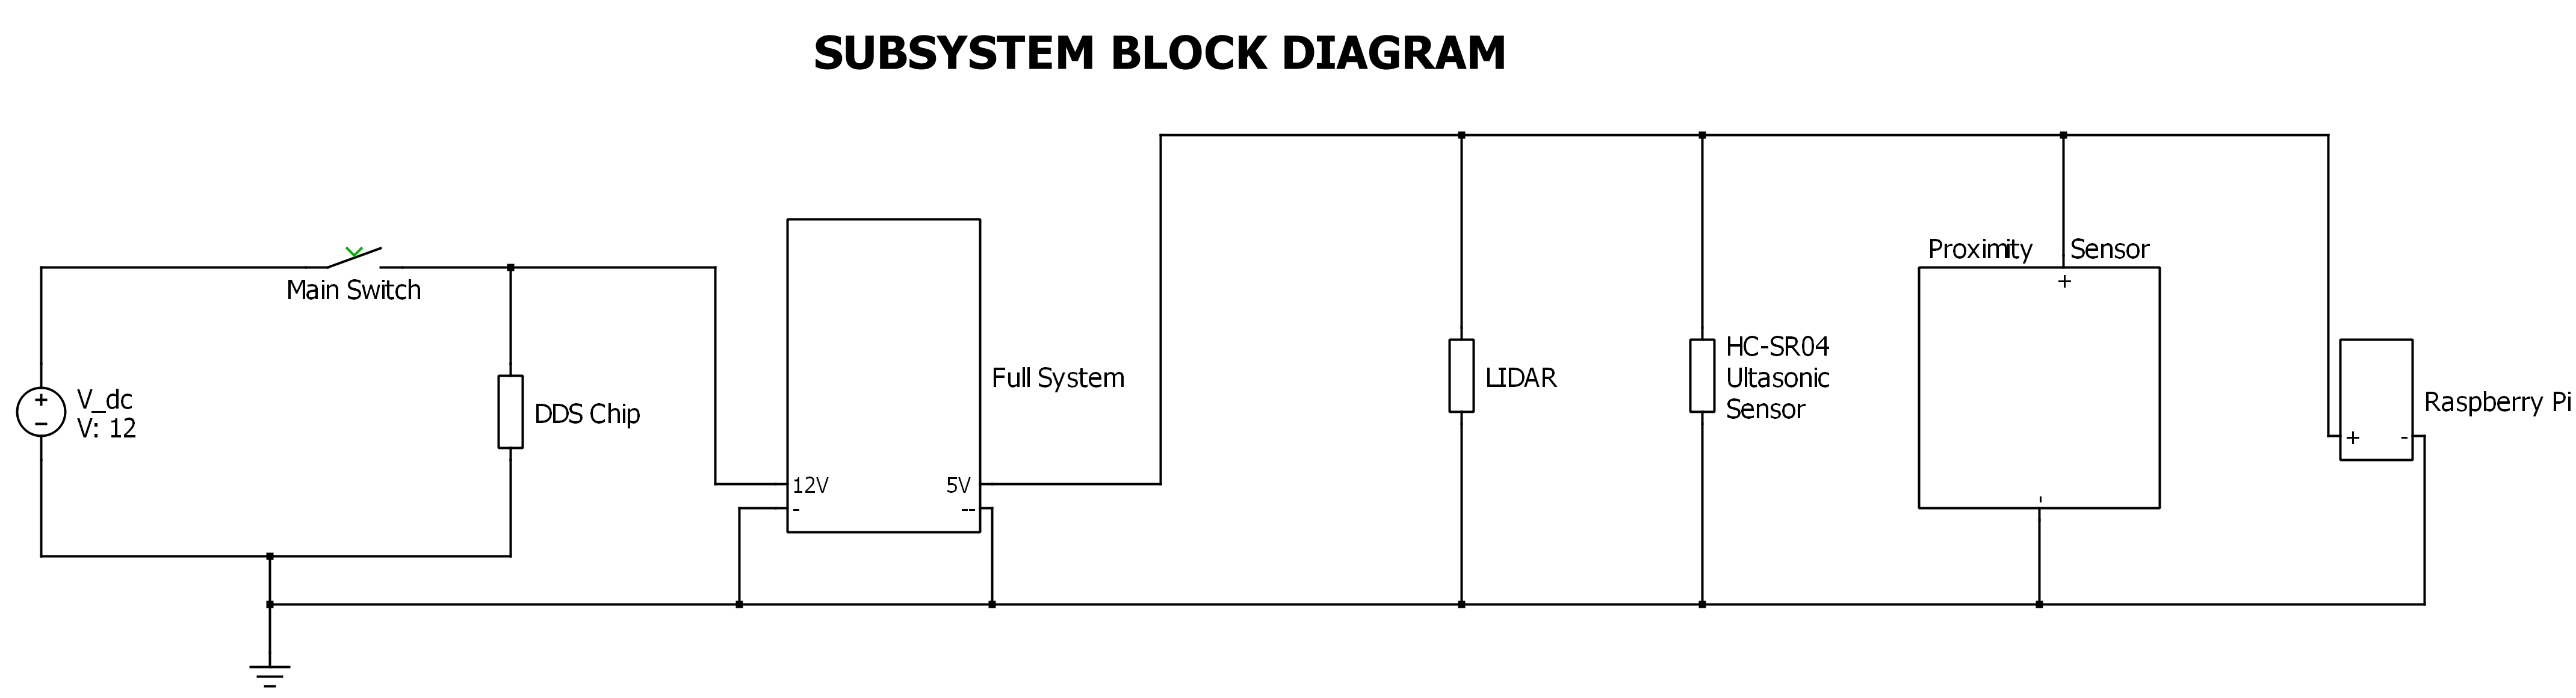 SUBSYSTEM BLOCK DIAGRAM
Main Switch
V_dc
V: 12
+
−
DDS Chip
Full System
12V
5V
-
--
LIDAR
HC-SR04
Ultasonic
Sensor
Proximity Sensor
+
-
Raspberry Pi
+ -